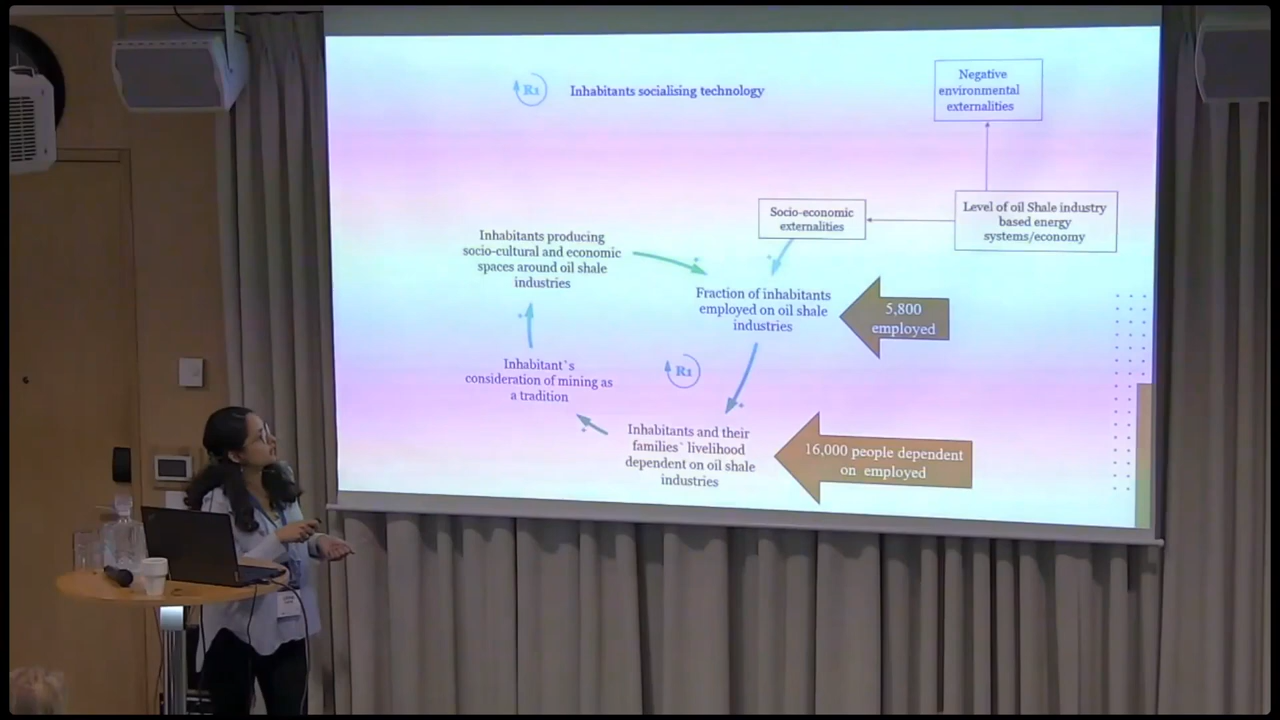 R1
Inhabitants socialising technology
Negative
environmental
externalities
Level of oil Shale industry
based energy
systems/economy
Socio-economic
externalities
Inhabitants producing
socio-cultural and economic
spaces around oil shale
industries
Fraction of inhabitants
employed on oil shale
industries
5,800
employed
R1
Inhabitant`s
consideration of mining as
a tradition
Inhabitants and their
families` livelihood
dependent on oil shale
industries
16,000 people dependent
on employed